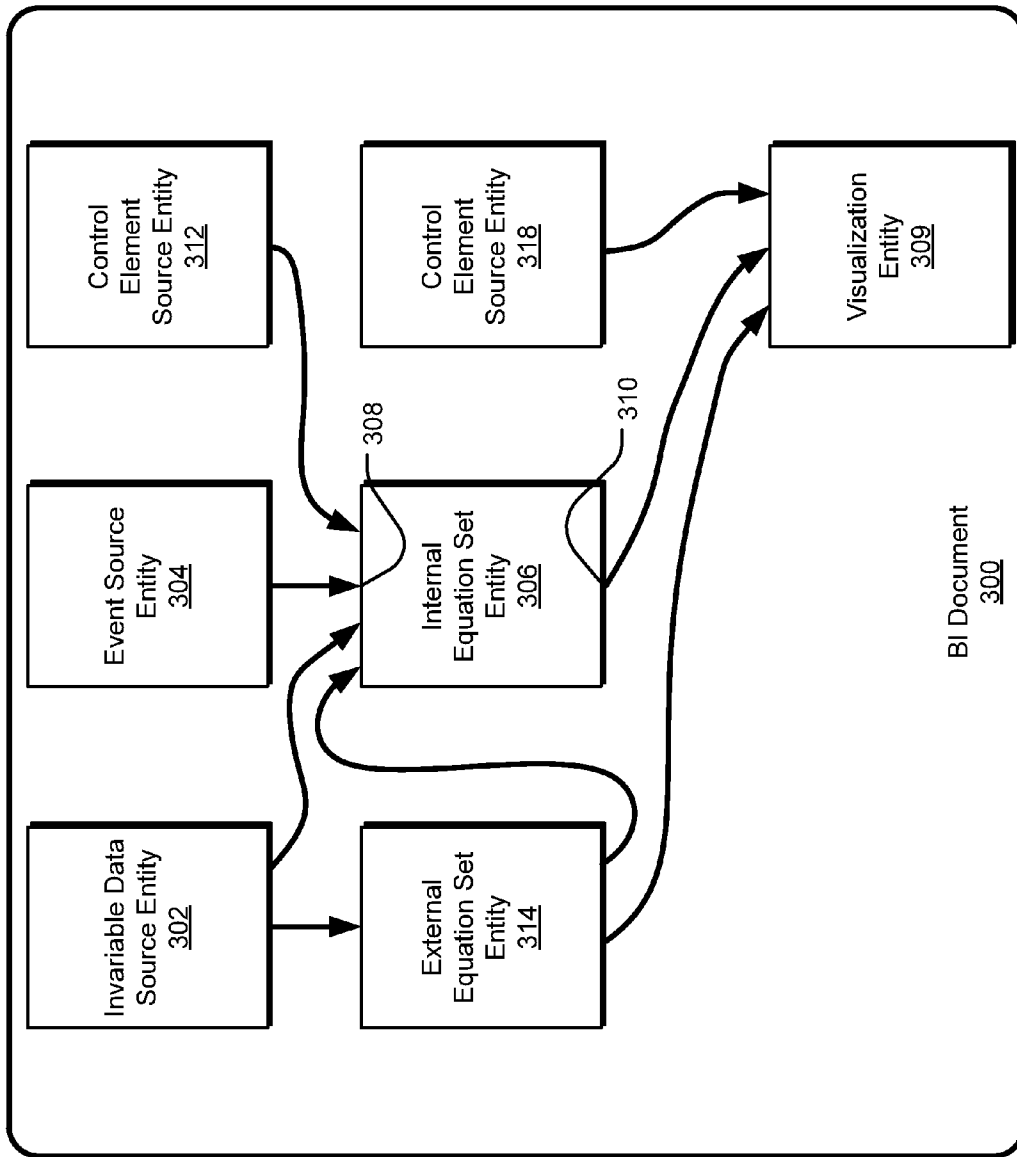 Invariable Data
Source Entity
302
Event Source
Entity
304
Control
Element
Source Entity
312
External
Equation Set
Entity
314
Internal
Equation Set
Entity
306
308
310
Control
Element
Source Entity
318
Visualization
Entity
309
BI Document
300